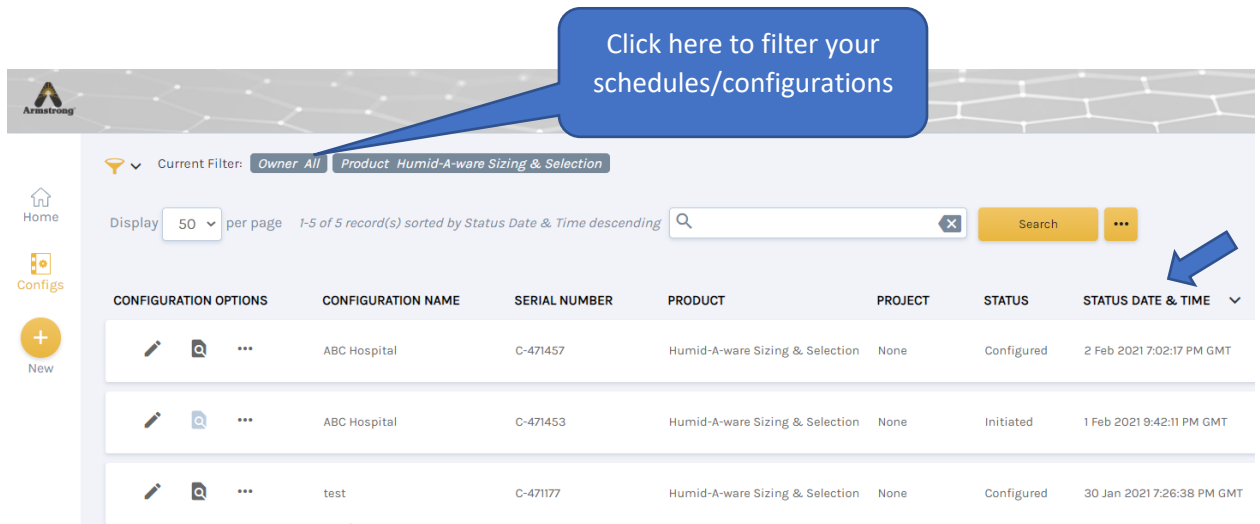 Click here to filter your
schedules/configurations
Armstrong
Current Filter: Owner All Product Humid-A-ware Sizing & Selection
Home
Display 50 per page 1-5 of 5 record(s) sorted by Status Date & Time descending Search •••
Configs
CONFIGURATION OPTIONS CONFIGURATION NAME SERIAL NUMBER PRODUCT PROJECT STATUS STATUS DATE & TIME
New
••• ABC Hospital C-471457 Humid-A-ware Sizing & Selection None Configured 2 Feb 2021 7:02:17 PM GMT
••• ABC Hospital C-471453 Humid-A-ware Sizing & Selection None Initiated 1 Feb 2021 9:42:11 PM GMT
••• test C-471177 Humid-A-ware Sizing & Selection None Configured 30 Jan 2021 7:26:38 PM GMT